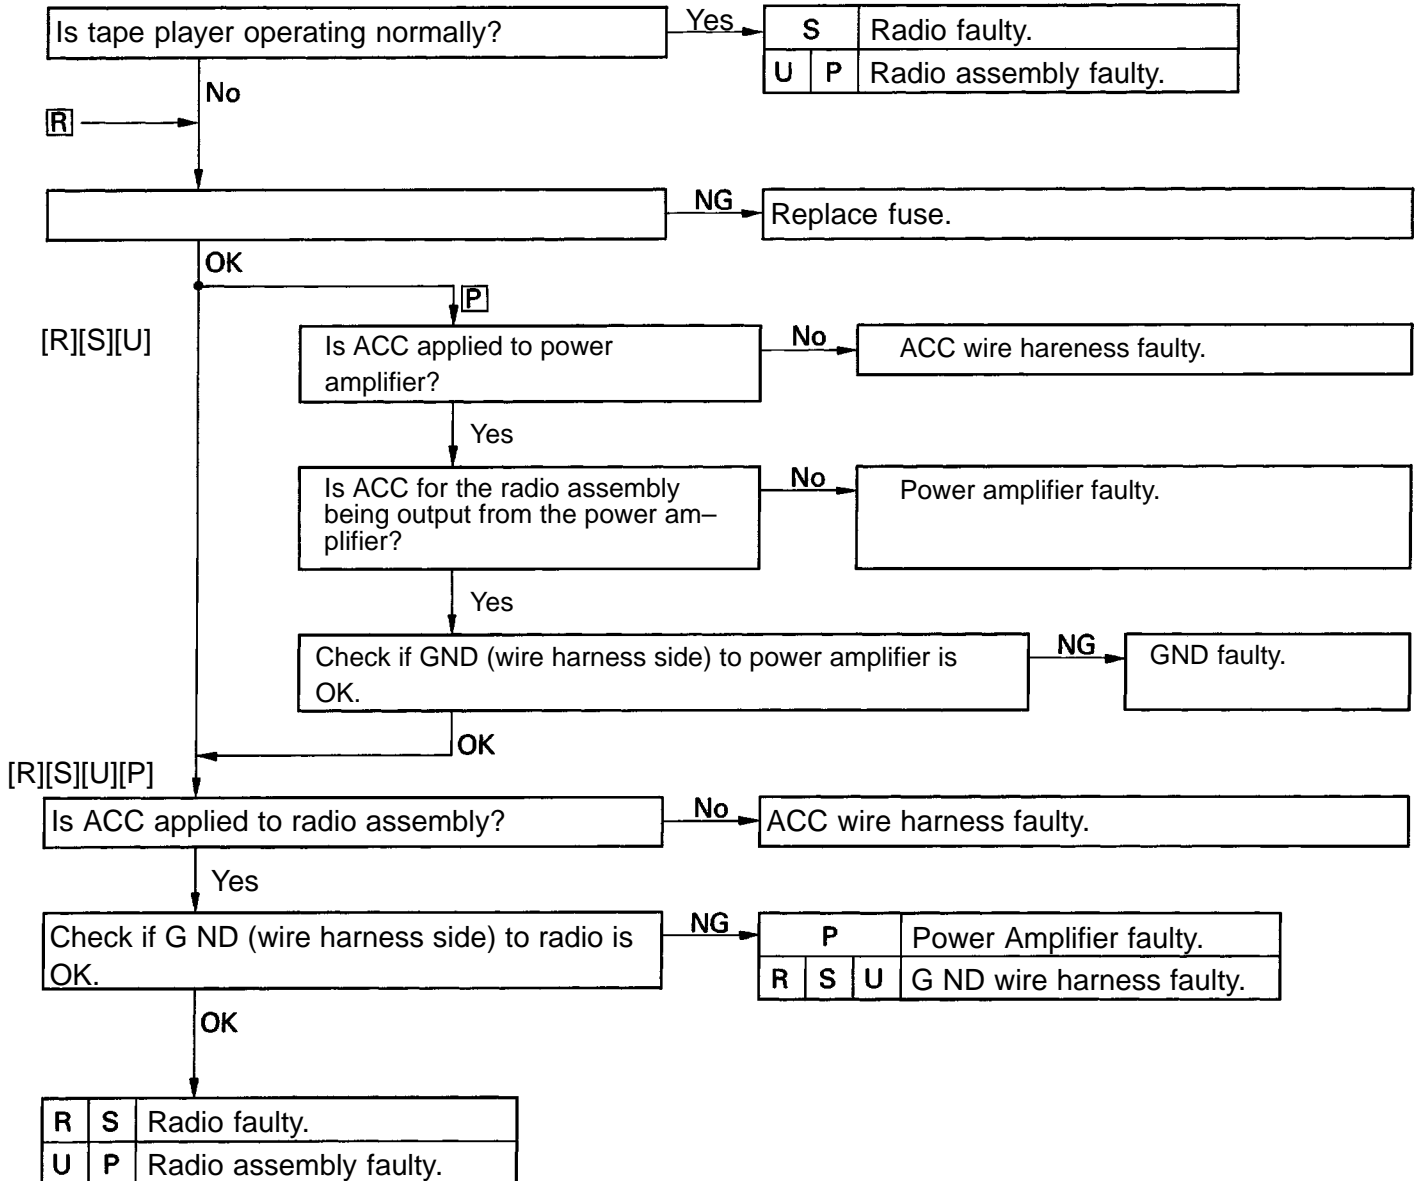 Is tape player operating normally?
Yes
S Radio faulty.
U P Radio assembly faulty.
No
R
NG
Replace fuse.
OK
P
[R][S][U]
Is ACC applied to power
amplifier?
No
ACC wire hareness faulty.
Yes
Is ACC for the radio assembly
being output from the power am–
plifier?
No
Power amplifier faulty.
Yes
Check if GND (wire harness side) to power amplifier is
OK.
NG
GND faulty.
OK
[R][S][U][P]
Is ACC applied to radio assembly?
No
ACC wire harness faulty.
Yes
Check if G ND (wire harness side) to radio is
OK.
NG
P Power Amplifier faulty.
R S U G ND wire harness faulty.
OK
R S Radio faulty.
U P Radio assembly faulty.